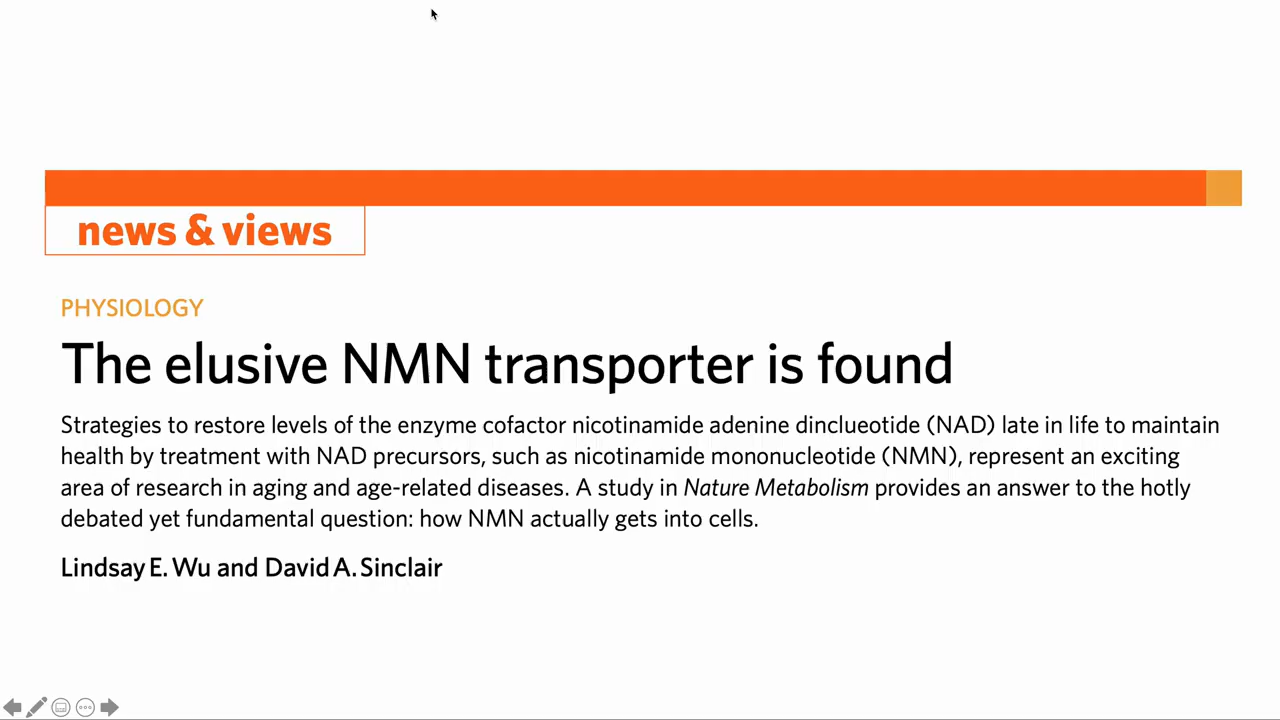 news & views
PHYSIOLOGY
The elusive NMN transporter is found
Strategies to restore levels of the enzyme cofactor nicotinamide adenine dinclueotide (NAD) late in life to maintain
health by treatment with NAD precursors, such as nicotinamide mononucleotide (NMN), represent an exciting
area of research in aging and age-related diseases. A study in Nature Metabolism provides an answer to the hotly
debated yet fundamental question: how NMN actually gets into cells.
Lindsay E. Wu and David A. Sinclair